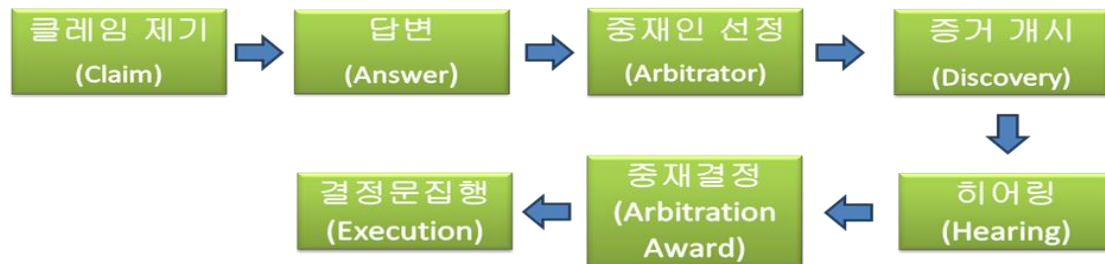 클레임 제기
(Claim)
답변
(Answer)
중재인 선정
(Arbitrator)
증거 개시
(Discovery)
히어링
(Hearing)
중재결정
(Arbitration
Award)
결정문집행
(Execution)